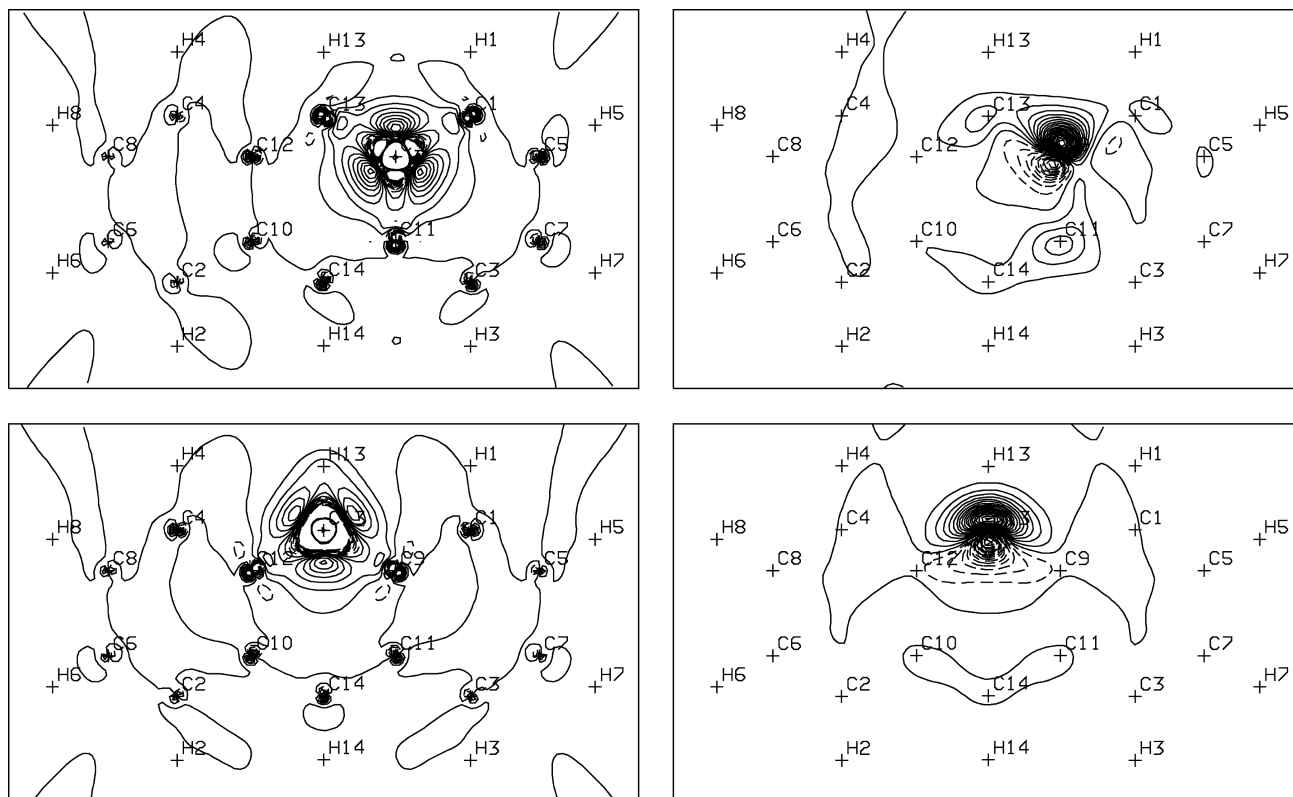 H4 H13 H1
C4 C13 C1
H8 H5
C8 C12 C5
C6 C10 C11 C7
H6 H7
C2 C14 C3
H2 H14 H3
H4 H13 H1
C4 C13 C1
H8 H5
C8 C12 C5
C6 C10 C11 C7
H6 H7
C2 C14 C3
H2 H14 H3
H4 H13 H1
C4 C1
H8 H5
C8 C9 C5
C6 C10 C11 C7
H6 H7
C2 C14 C3
H2 H14 H3
H4 H13 H1
C4 C1
H8 H5
C8 C12 C9 C5
C6 C10 C11 C7
H6 H7
C2 C14 C3
H2 H14 H3